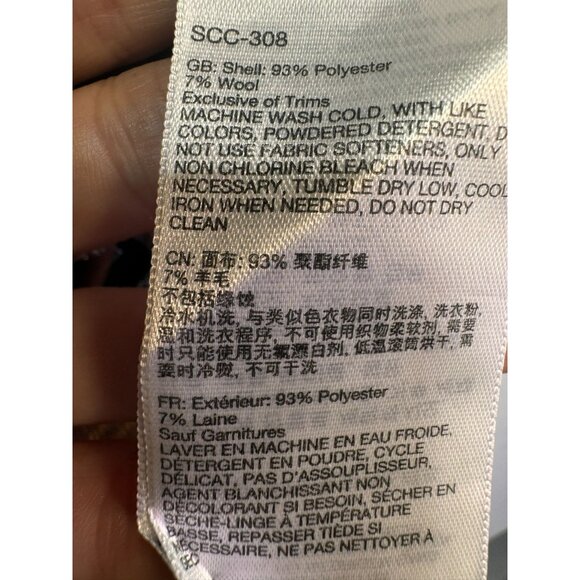 SCC-308
GB: Shell: 93% Polyester
7% Wool
Exclusive of Trims
MACHINE WASH COLD, WITH LIKE
COLORS, POWDERED DETERGENT, D
NOT USE FABRIC SOFTENERS, ONLY
NON CHLORINE BLEACH WHEN
NECESSARY, TUMBLE DRY LOW, COOL
IRON WHEN NEEDED, DO NOT DRY
CLEAN
CN: 面布: 93% 聚酯纤维
7% 羊毛
不包括缘饰
冷水机洗, 与类似色衣物同时洗涤, 洗衣粉,
温和洗衣程序, 不可使用织物柔软剂, 需要
时只能使用无氯漂白剂, 低温滚筒烘干, 需
要时冷熨, 不可干洗
FR: Extérieur: 93% Polyester
7% Laine
Sauf Garnitures
LAVER EN MACHINE EN EAU FROIDE,
DETERGENT EN POUDRE, CYCLE
DÉLICAT, PAS D'ASSOUPLISSEUR,
AGENT BLANCHISSANT NON
DÉCOLORANT SI BESOIN, SÉCHER EN
SÈCHE-LINGE À TEMPÉRATURE
BASSE, REPASSER TIÈDE SI
NÉCESSAIRE, NE PAS NETTOYER À